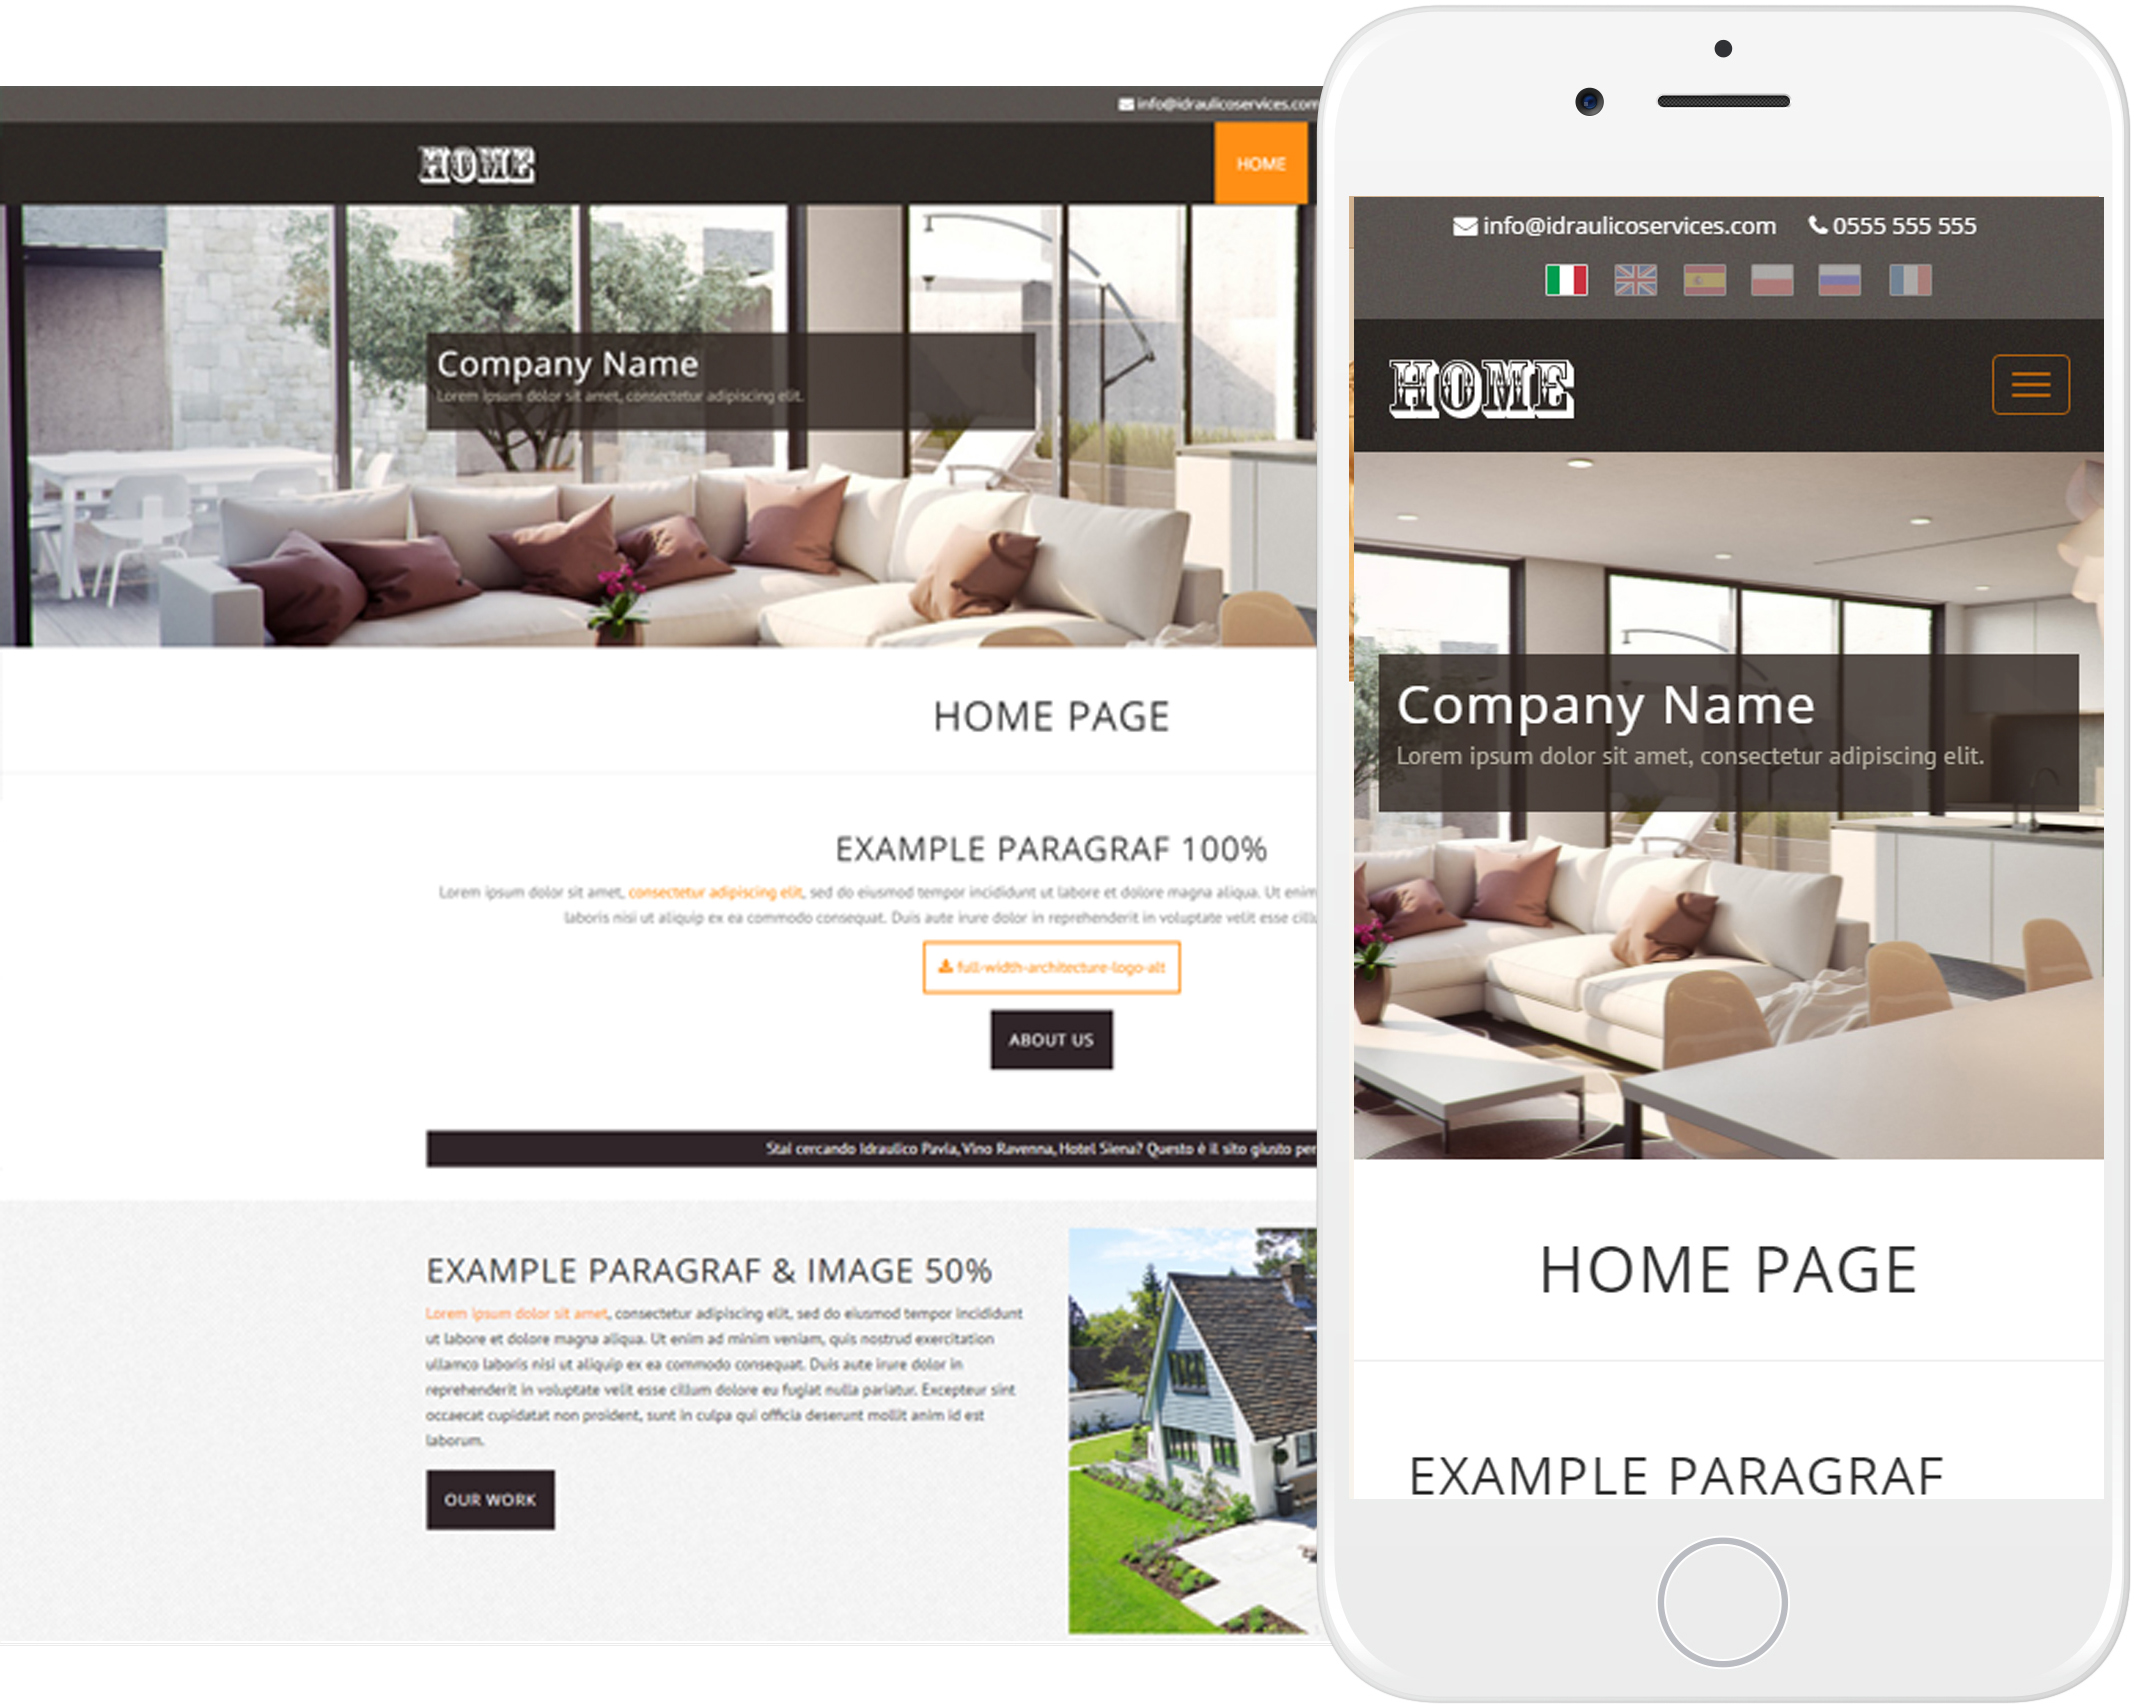 info@idraulicoservices.com
HOME
HOME
Company Name
Lorem ipsum dolor sit amet, consectetur adipiscing elit.
HOME PAGE
EXAMPLE PARAGRAF 100%
Lorem ipsum dolor sit amet, consectetur adipiscing elit, sed do eiusmod tempor incididunt ut labore et dolore magna aliqua. Ut enim
laboris nisi ut aliquip ex ea commodo consequat. Duis aute irure dolor in reprehenderit in voluptate velit esse cillu
full-width-architecture-logo-alt
ABOUT US
Stai cercando Idraulico Pavia, Vino Ravenna, Hotel Siena? Questo è il sito giusto per
EXAMPLE PARAGRAF & IMAGE 50%
Lorem ipsum dolor sit amet, consectetur adipiscing elit, sed do eiusmod tempor incididunt
ut labore et dolore magna aliqua. Ut enim ad minim veniam, quis nostrud exercitation
ullamco laboris nisi ut aliquip ex ea commodo consequat. Duis aute irure dolor in
reprehenderit in voluptate velit esse cillum dolore eu fugiat nulla pariatur. Excepteur sint
occaecat cupidatat non proident, sunt in culpa qui officia deserunt mollit anim id est
laborum.
OUR WORK
info@idraulicoservices.com 0555 555 555
HOME
Company Name
Lorem ipsum dolor sit amet, consectetur adipiscing elit.
HOME PAGE
EXAMPLE PARAGRAF